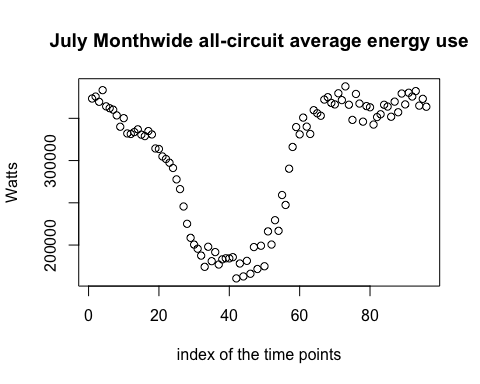 July Monthwide all-circuit average energy use
Watts
300000
200000
0 20 40 60 80
index of the time points